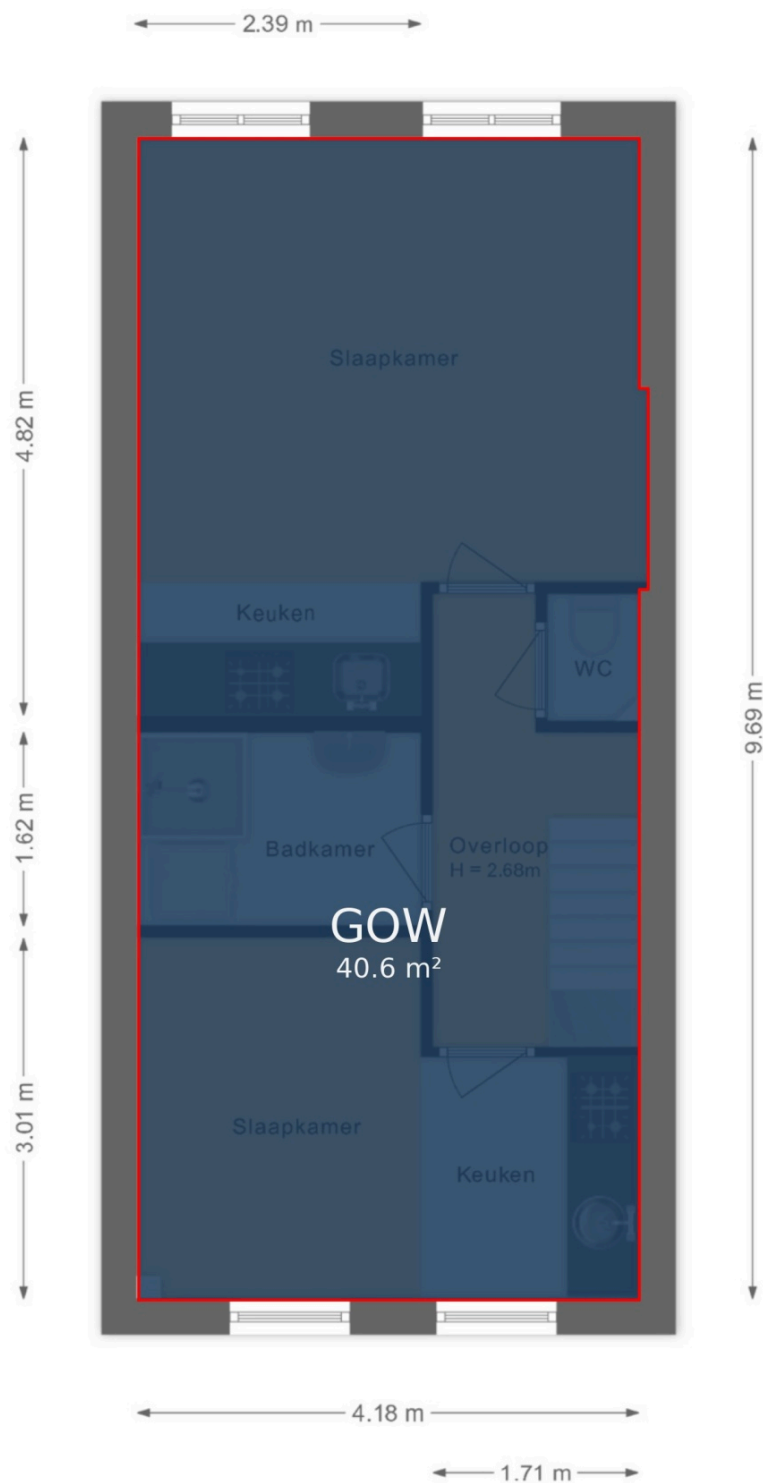 2.39 m
Slaapkamer
4.82 m
Keuken
WC
9.69 m
1.62 m
Badkamer
Overloop
H = 2.68m
GOW
40.6 m²
3.01 m
Slaapkamer
Keuken
4.18 m
1.71 m